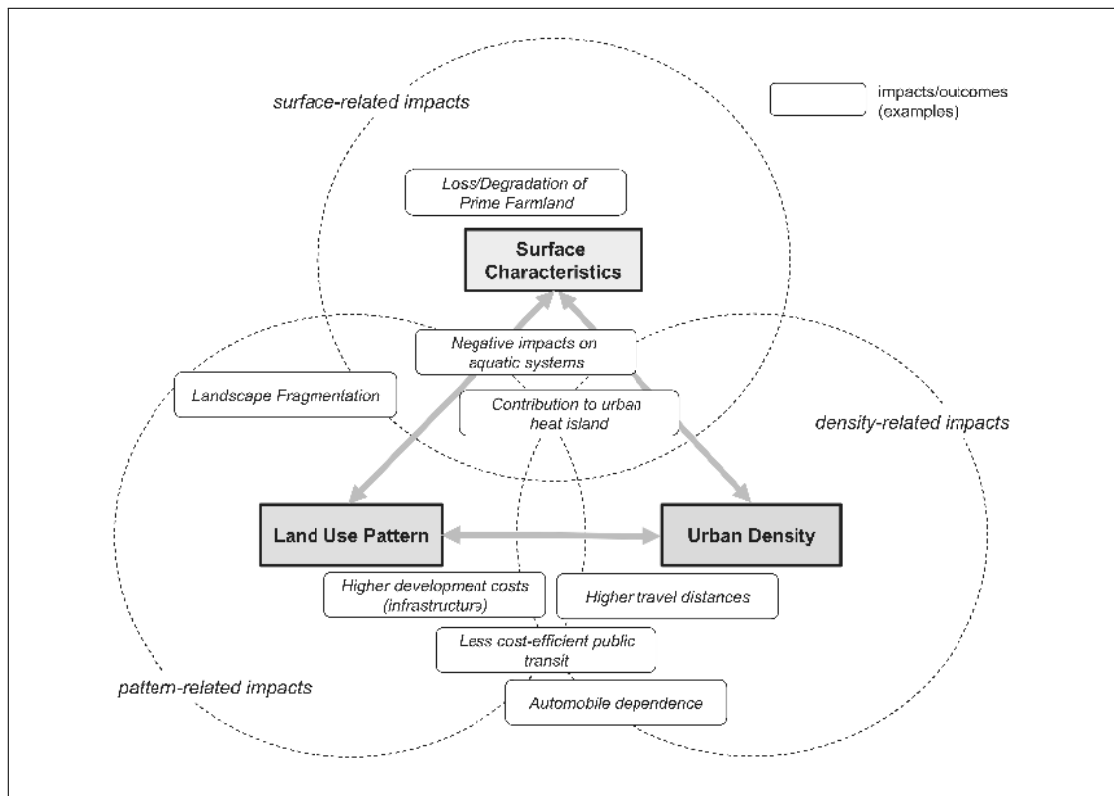 surface-related impacts
impacts/outcomes
(examples)
Loss/Degradation of
Prime Farmland
Surface
Characteristics
Negative impacts on
aquatic systems
Landscape Fragmentation
Contribution to urban
heat island
density-related impacts
Land Use Pattern
Urban Density
Higher development costs
(infrastructure)
Higher travel distances
Less cost-efficient public
transit
pattern-related impacts
Automobile dependence